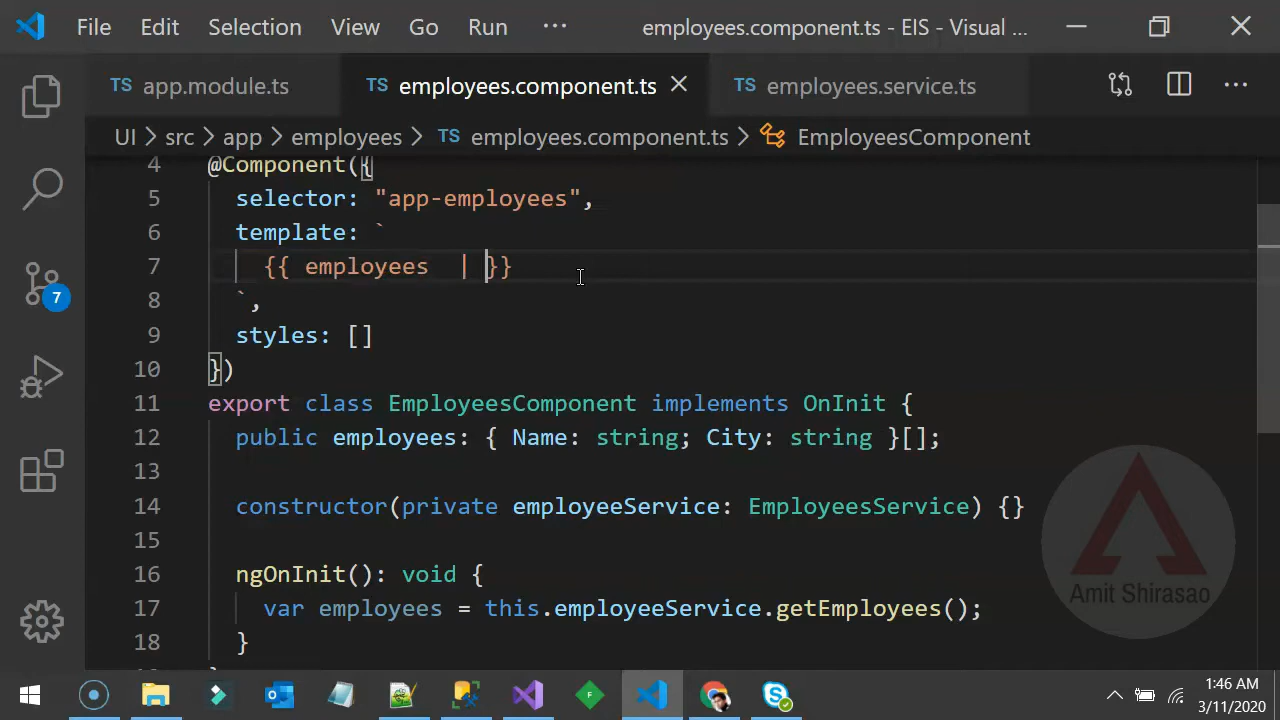 File Edit Selection View Go Run ··· employees.component.ts - EIS - Visual ...
TS app.module.ts TS employees.component.ts TS employees.service.ts
UI > src > app > employees > TS employees.component.ts > EmployeesComponent
4 @Component({
5 selector: "app-employees",
6 template: `
7 {{ employees  | }}
8 `,
9 styles: []
10 })
11 export class EmployeesComponent implements OnInit {
12 public employees: { Name: string; City: string }[];
13
14 constructor(private employeeService: EmployeesService) {}
15
16 ngOnInit(): void {
17 var employees = this.employeeService.getEmployees();
18 }
7
Amit Shirasao
1:46 AM
3/11/2020